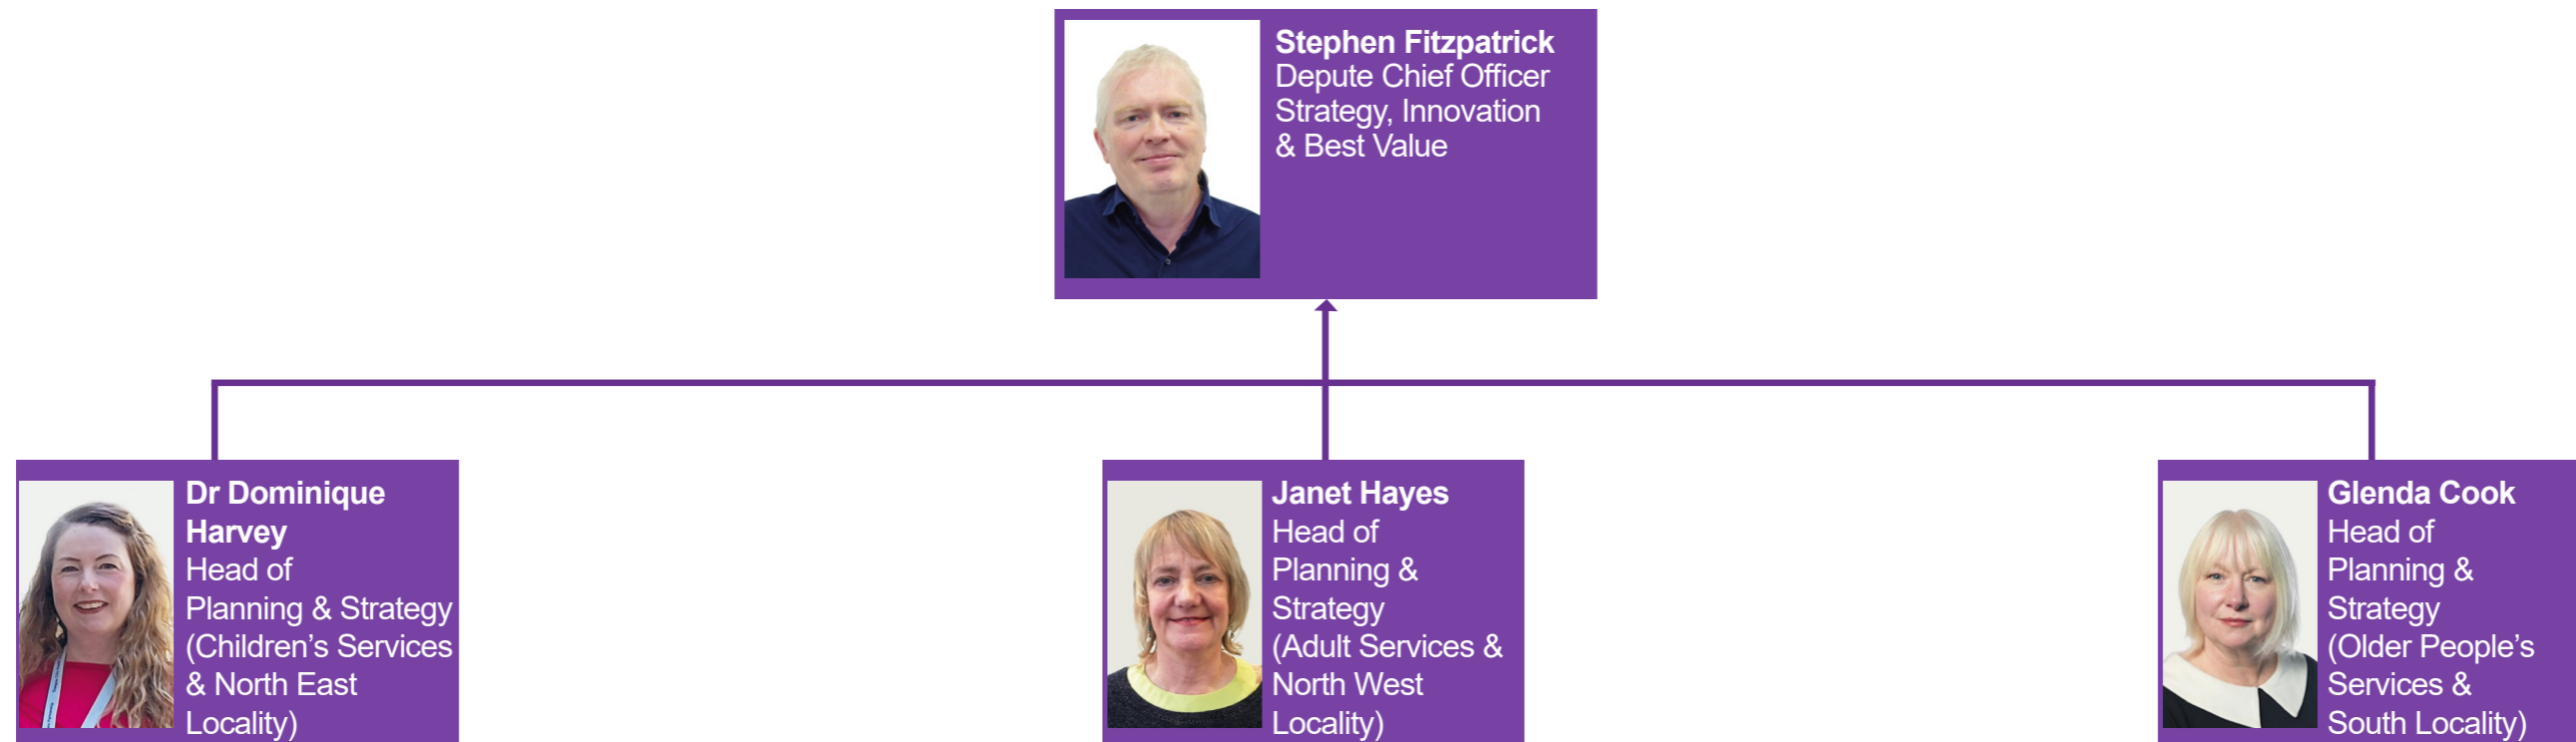 Stephen Fitzpatrick
Depute Chief Officer
Strategy, Innovation
& Best Value
Dr Dominique
Harvey
Head of
Planning & Strategy
(Children’s Services
& North East
Locality)
Janet Hayes
Head of
Planning &
Strategy
(Adult Services &
North West
Locality)
Glenda Cook
Head of
Planning &
Strategy
(Older People’s
Services &
South Locality)